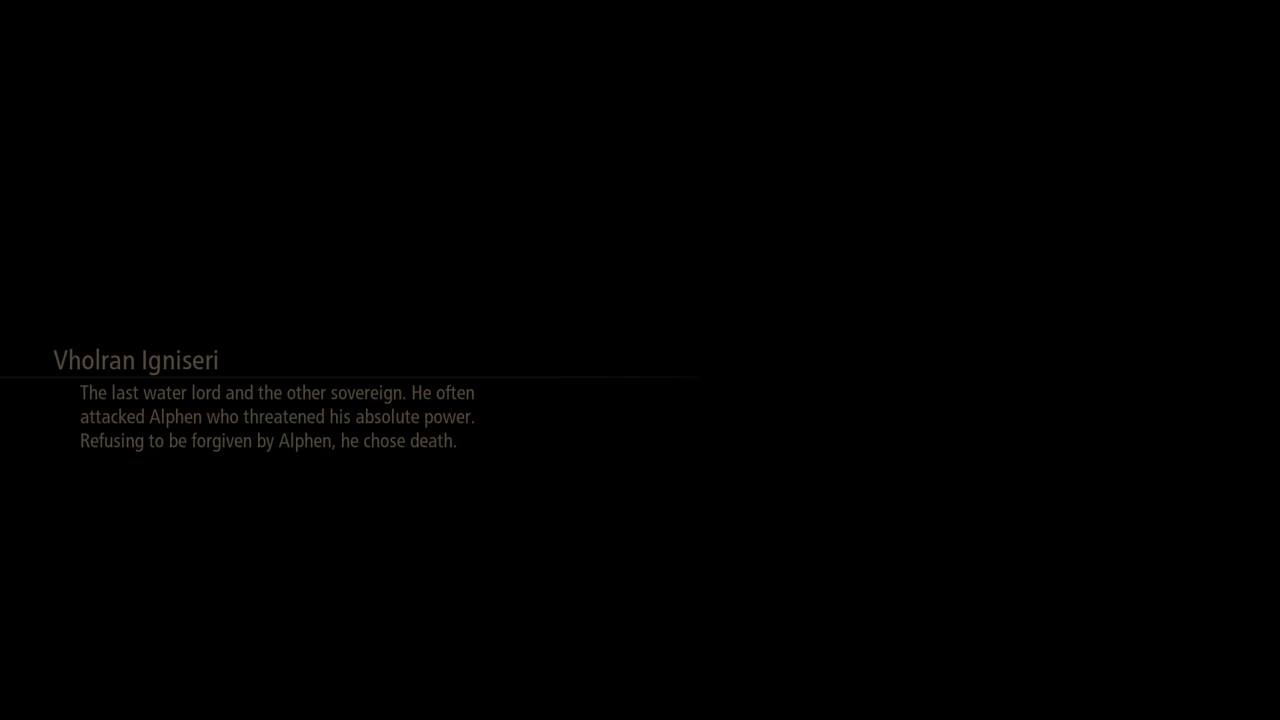 Vholran Igniseri
The last water lord and the other sovereign. He often
attacked Alphen who threatened his absolute power.
Refusing to be forgiven by Alphen, he chose death.